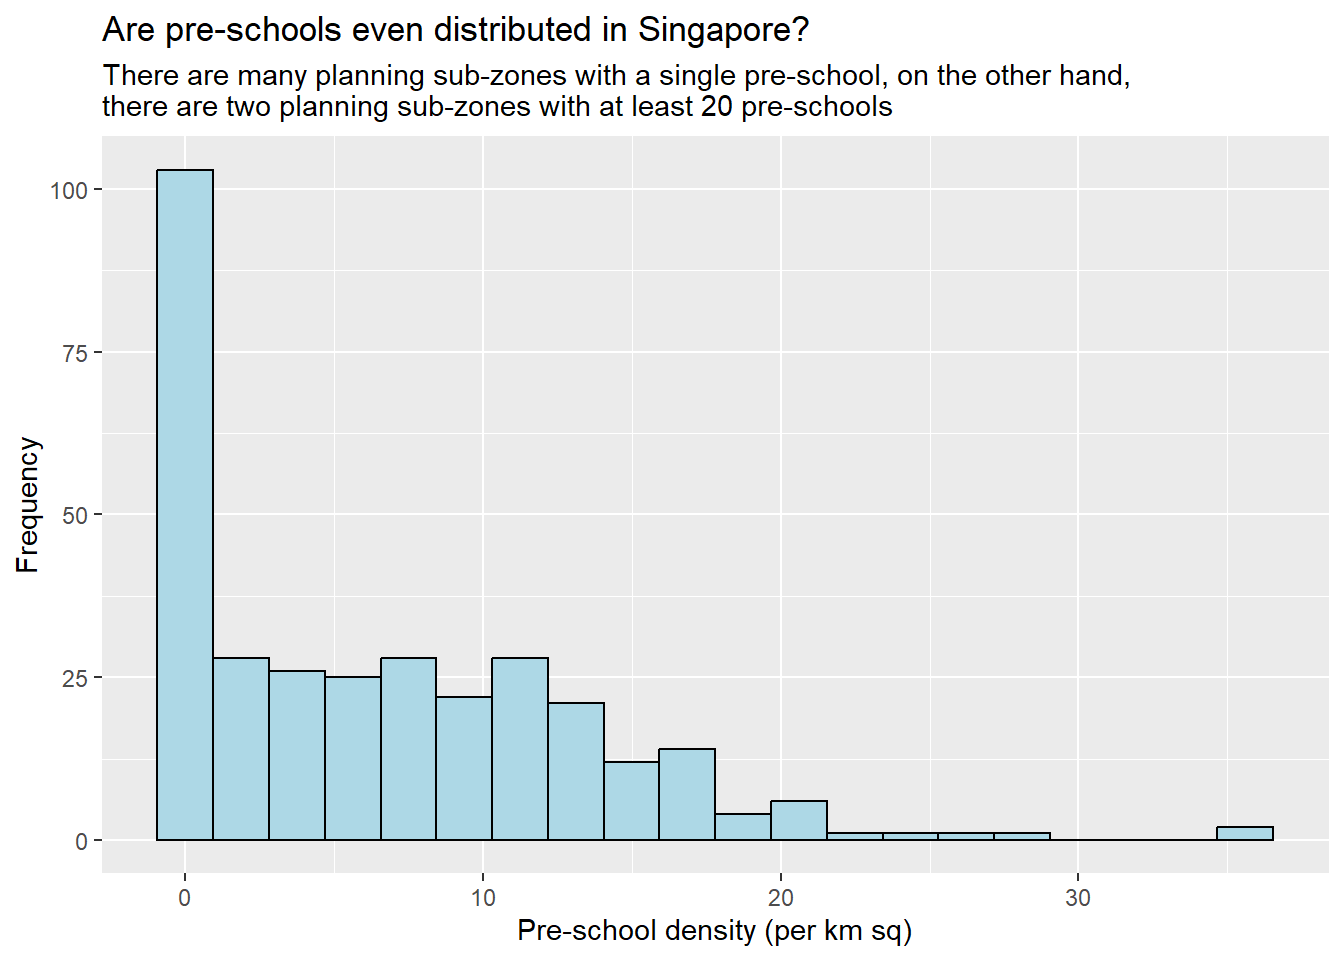 Are pre-schools even distributed in Singapore?
There are many planning sub-zones with a single pre-school, on the other hand,
there are two planning sub-zones with at least 20 pre-schools
100
75
50
25
0
Frequency
0 10 20 30
Pre-school density (per km sq)